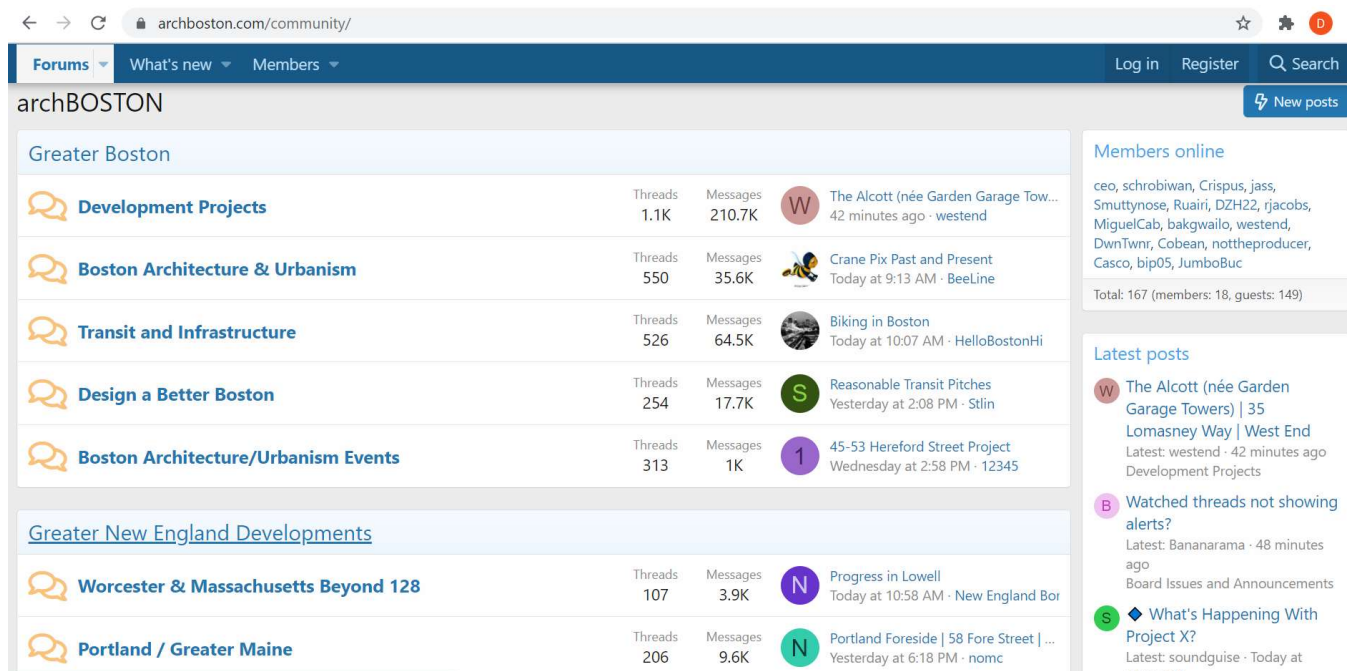 archboston.com/community/
D
Forums What's new Members Log in Register Search
archBOSTON
New posts
Greater Boston
Development Projects
Threads
1.1K
Messages
210.7K
W
The Alcott (née Garden Garage Tow...
42 minutes ago · westend
Boston Architecture & Urbanism
Threads
550
Messages
35.6K
Crane Pix Past and Present
Today at 9:13 AM · BeeLine
Transit and Infrastructure
Threads
526
Messages
64.5K
Biking in Boston
Today at 10:07 AM · HelloBostonHi
Design a Better Boston
Threads
254
Messages
17.7K
S
Reasonable Transit Pitches
Yesterday at 2:08 PM · Stlin
Boston Architecture/Urbanism Events
Threads
313
Messages
1K
1
45-53 Hereford Street Project
Wednesday at 2:58 PM · 12345
Greater New England Developments
Worcester & Massachusetts Beyond 128
Threads
107
Messages
3.9K
N
Progress in Lowell
Today at 10:58 AM · New England Bor
Portland / Greater Maine
Threads
206
Messages
9.6K
N
Portland Foreside | 58 Fore Street | ...
Yesterday at 6:18 PM · nomc
Members online
ceo, schrobiwan, Crispus, jass,
Smuttynose, Ruairi, DZH22, rjacobs,
MiguelCab, bakgwailo, westend,
DwnTwnr, Cobean, nottheproducer,
Casco, bip05, JumboBuc
Total: 167 (members: 18, guests: 149)
Latest posts
W
The Alcott (née Garden
Garage Towers) | 35
Lomasney Way | West End
Latest: westend · 42 minutes ago
Development Projects
B
Watched threads not showing
alerts?
Latest: Bananarama · 48 minutes
ago
Board Issues and Announcements
S
What's Happening With
Project X?
Latest: soundguise · Today at